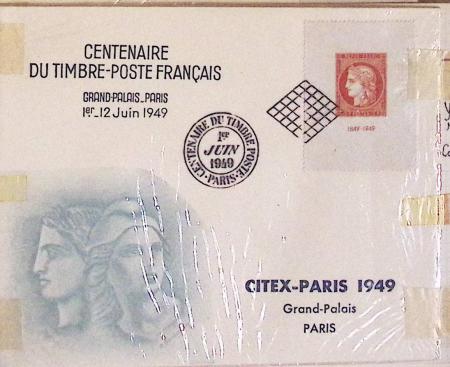 CENTENAIRE
DU TIMBRE-POSTE FRANÇAIS
GRAND-PALAIS_PARIS
1er_12 Juin 1949
CENTENAIRE DU TIMBRE POSTE
1er
JUIN
1949
PARIS
1849-1949
CITEX-PARIS 1949
Grand-Palais
PARIS